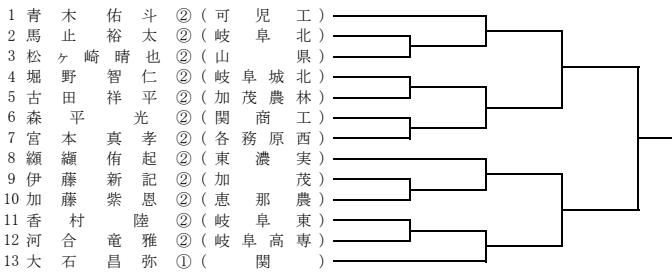 1 青木佑斗 ② (可児工)
2 馬止裕太 ② (岐阜北)
3 松ヶ崎晴也 ② (山県)
4 堀野智仁 ② (岐阜城北)
5 古田祥平 ② (加茂農林)
6 森平光 ② (関商工)
7 宮本真孝 ② (各務原西)
8 纐纈侑起 ② (東濃実)
9 伊藤新記 ② (加茂)
10 加藤紫恩 ② (恵那農)
11 香村陸 ② (岐阜東)
12 河合竜雅 ② (岐阜高専)
13 大石昌弥 ① (関)